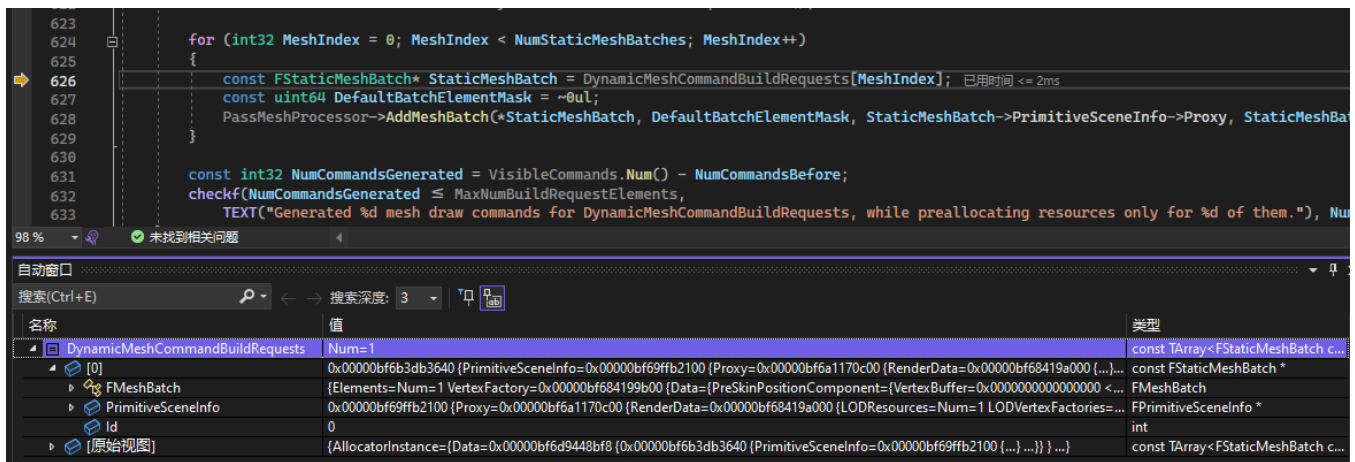 623
624 for (int32 MeshIndex = 0; MeshIndex < NumStaticMeshBatches; MeshIndex++)
625 {
626 const FStaticMeshBatch* StaticMeshBatch = DynamicMeshCommandBuildRequests[MeshIndex]; 已用时间 <= 2ms
627 const uint64 DefaultBatchElementMask = ~0ul;
628 PassMeshProcessor->AddMeshBatch(*StaticMeshBatch, DefaultBatchElementMask, StaticMeshBatch->PrimitiveSceneInfo->Proxy, StaticMeshBat
629 }
630
631 const int32 NumCommandsGenerated = VisibleCommands.Num() - NumCommandsBefore;
632 checkf(NumCommandsGenerated ≤ MaxNumBuildRequestElements,
633 TEXT("Generated %d mesh draw commands for DynamicMeshCommandBuildRequests, while preallocating resources only for %d of them."), Num
98 % 未找到相关问题
自动窗口
搜索(Ctrl+E) 搜索深度: 3
名称 值 类型
DynamicMeshCommandBuildRequests Num=1 const TArray<FStaticMeshBatch c...
[0] 0x00000bf6b3db3640 {PrimitiveSceneInfo=0x00000bf69ffb2100 {Proxy=0x00000bf6a1170c00 {RenderData=0x00000bf68419a000 {...}... const FStaticMeshBatch *
FMeshBatch {Elements=Num=1 VertexFactory=0x00000bf684199b00 {Data={PreSkinPositionComponent={VertexBuffer=0x0000000000000000 <... FMeshBatch
PrimitiveSceneInfo 0x00000bf69ffb2100 {Proxy=0x00000bf6a1170c00 {RenderData=0x00000bf68419a000 {LODResources=Num=1 LODVertexFactories=... FPrimitiveSceneInfo *
Id 0 int
[原始视图] {AllocatorInstance={Data=0x00000bf6d9448bf8 {0x00000bf6b3db3640 {PrimitiveSceneInfo=0x00000bf69ffb2100 {...} ...}} } ...} const TArray<FStaticMeshBatch c...